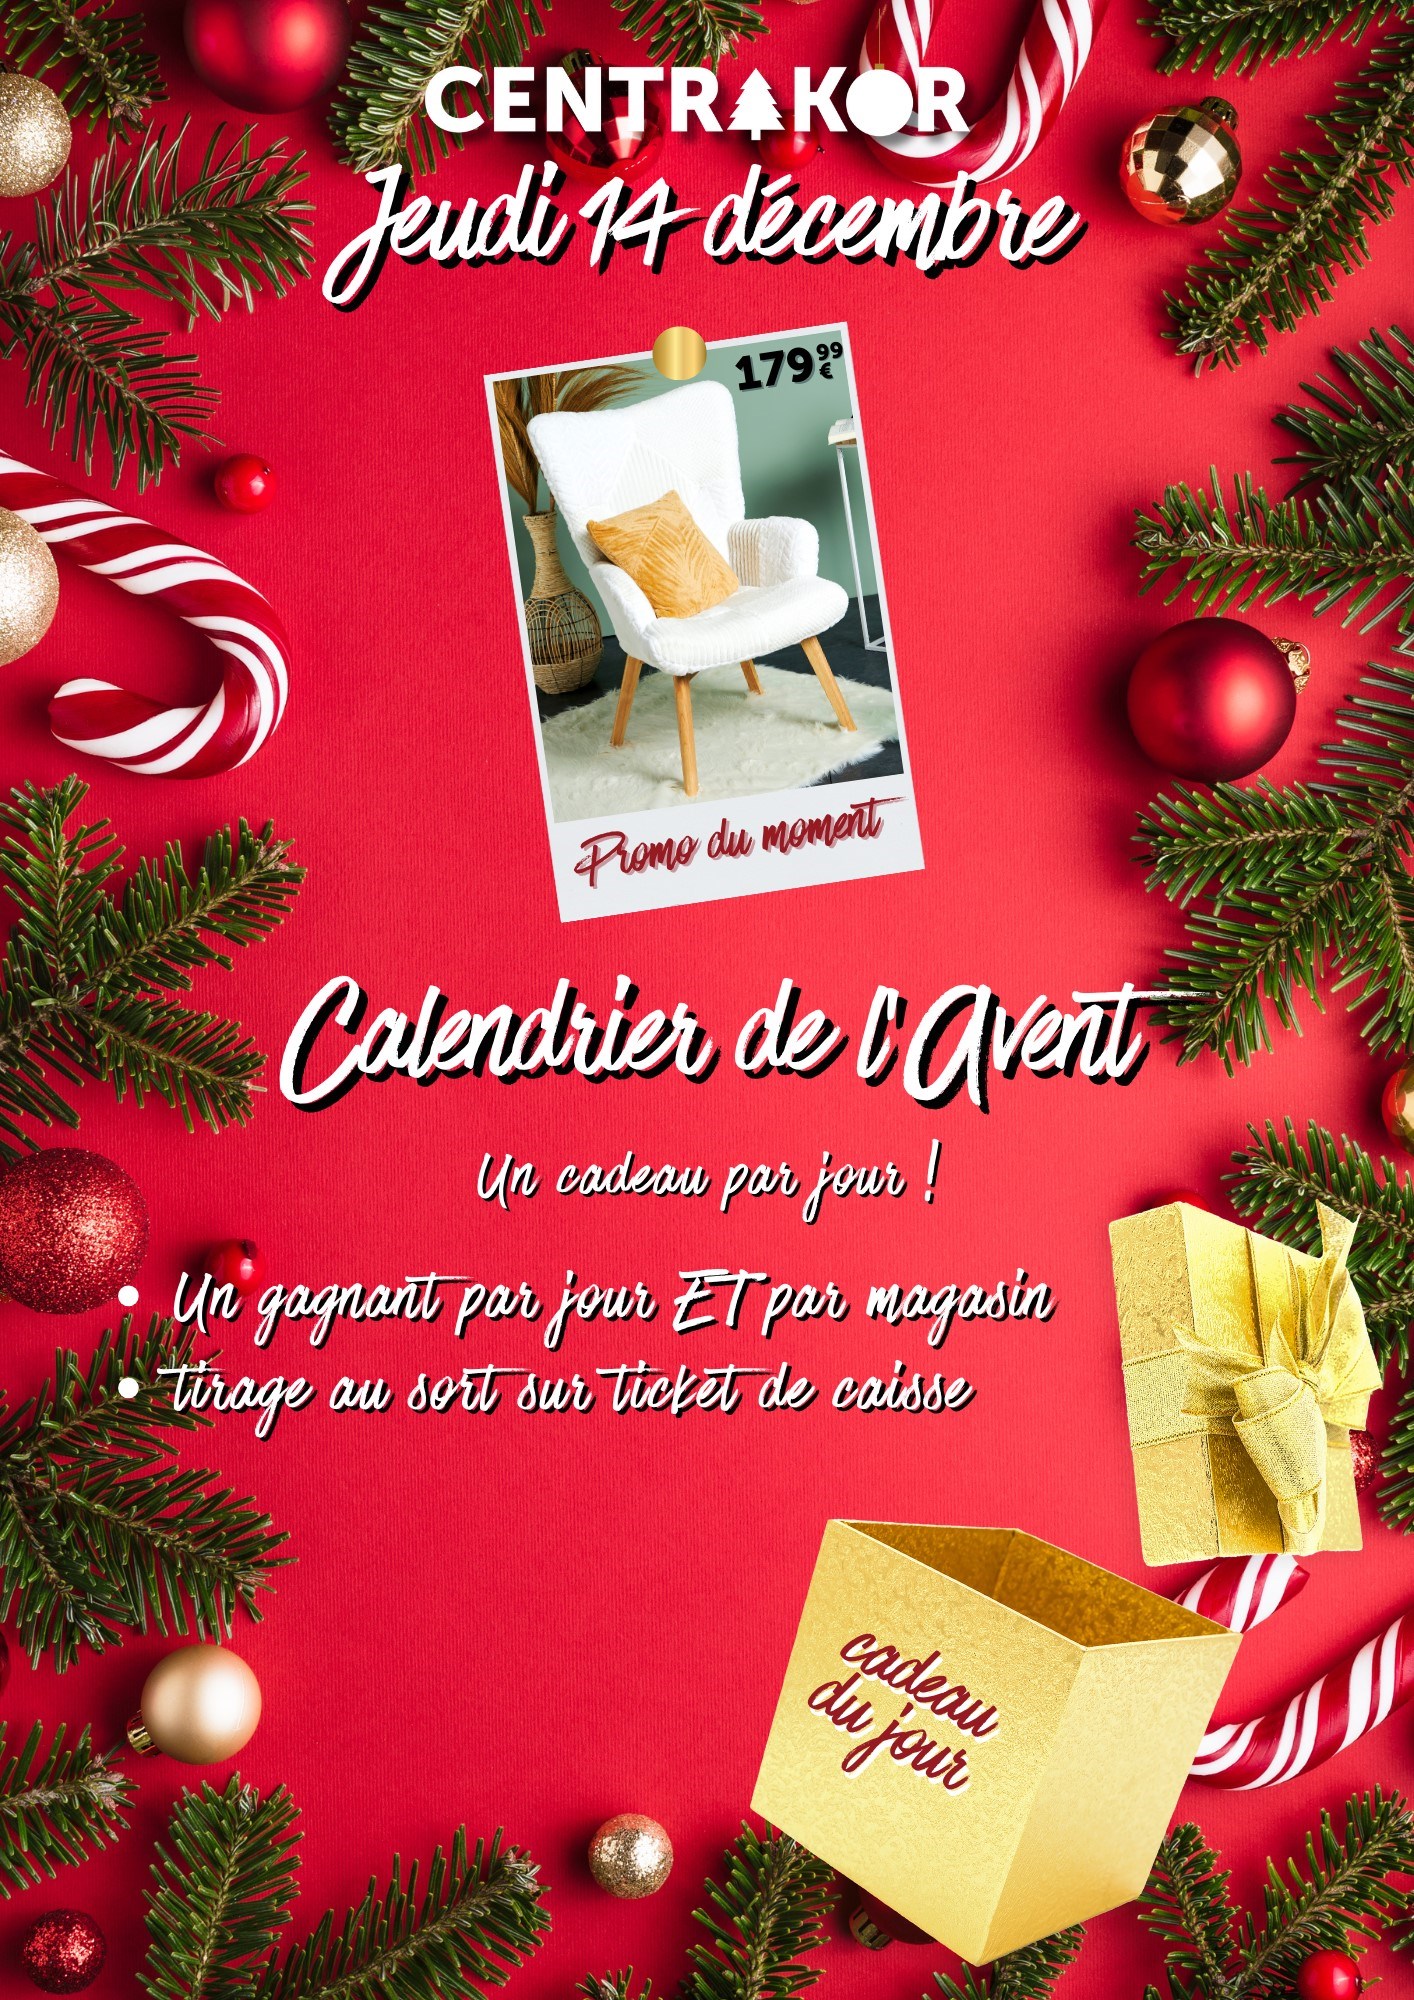 CENTRAKOR
Jeudi 14 décembre
179€99
Promo du moment
Calendrier de l'Avent
Un cadeau par jour !
• Un gagnant par jour ET par magasin
• tirage au sort sur ticket de caisse
cadeau
du jour